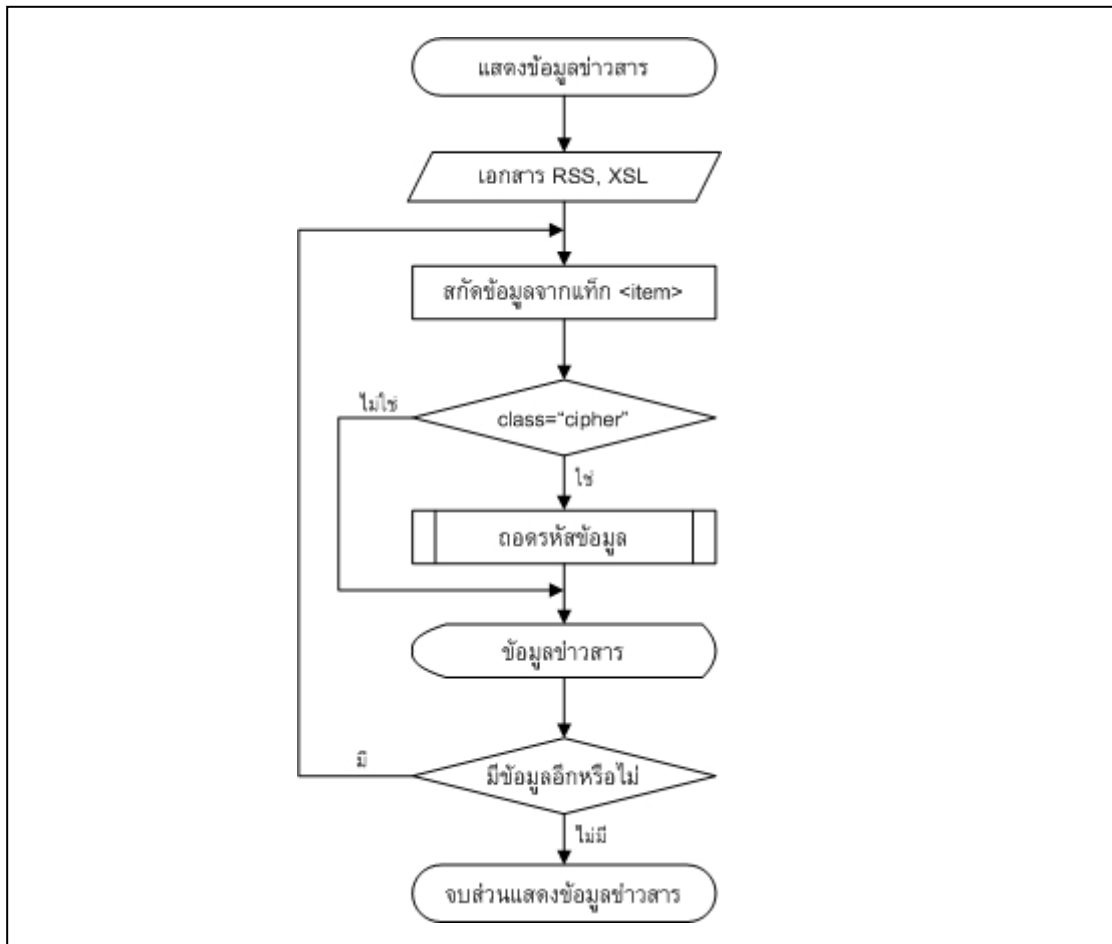 แสดงข้อมูลข่าวสาร
เอกสาร RSS, XSL
สกัดข้อมูลจากแท็ก <item>
ไม่ใช่
class=“cipher”
ใช่
ถอดรหัสข้อมูล
ข้อมูลข่าวสาร
มี
มีข้อมูลอีกหรือไม่
ไม่มี
จบส่วนแสดงข้อมูลข่าวสาร